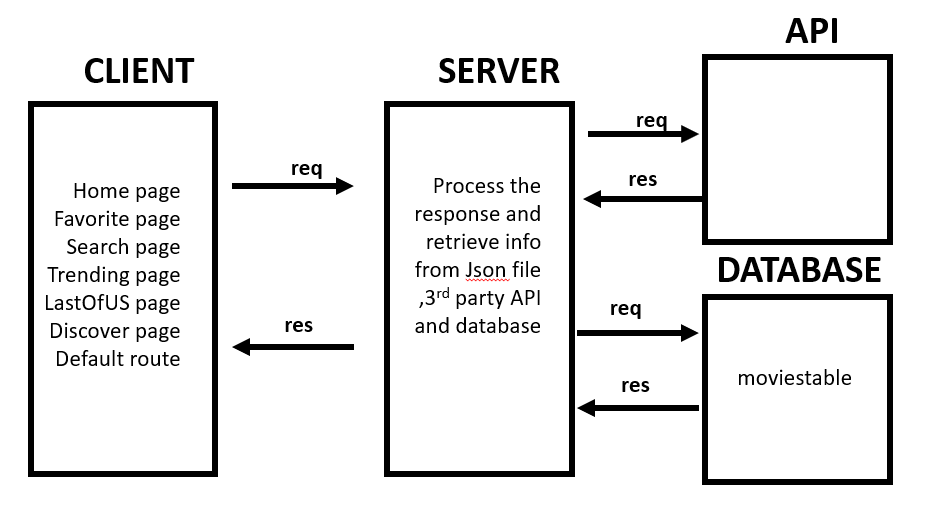 CLIENT
Home page
Favorite page
Search page
Trending page
LastOfUS page
Discover page
Default route
req
res
SERVER
Process the
response and
retrieve info
from Json file
,3rd party API
and database
req
res
req
res
API
DATABASE
moviestable